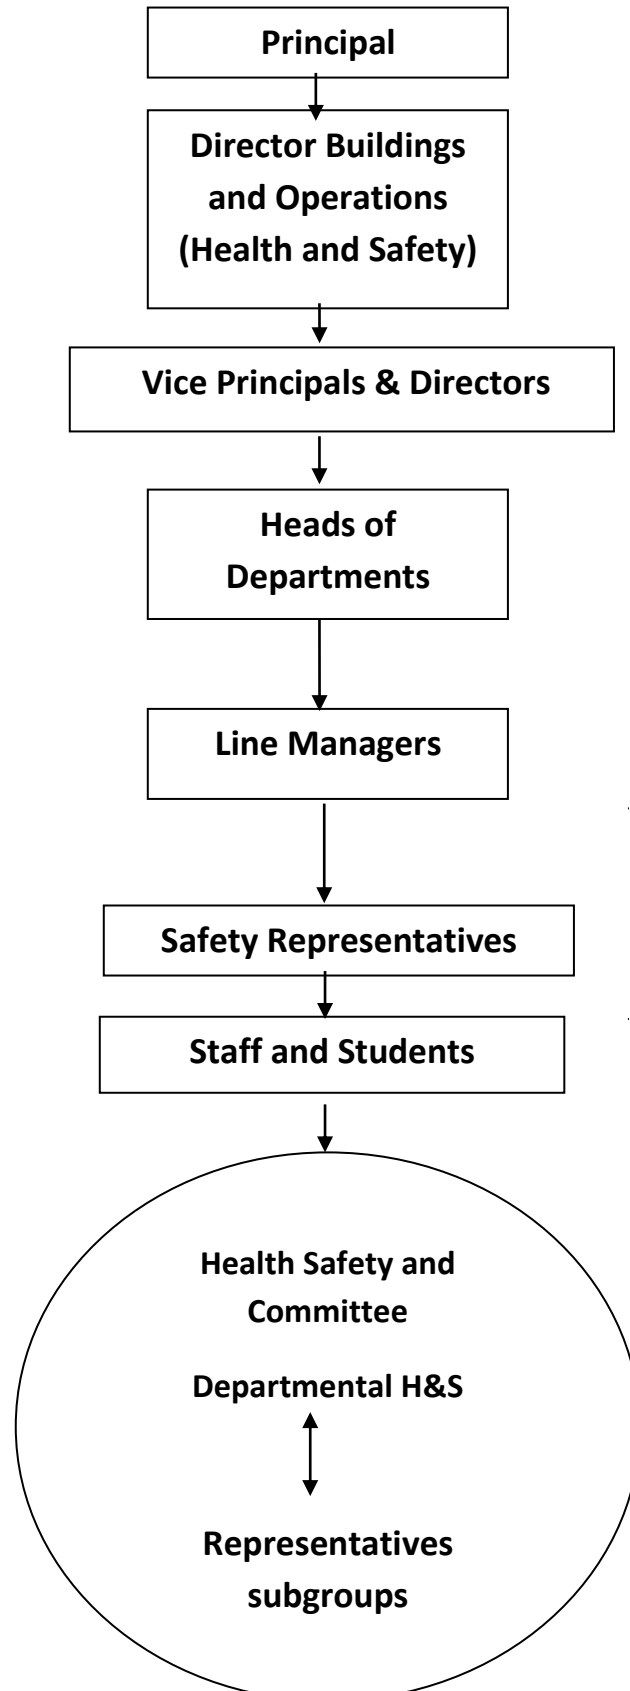 Principal
Director Buildings
and Operations
(Health and Safety)
Vice Principals & Directors
Heads of
Departments
Line Managers
Safety Representatives
Staff and Students
Health Safety and
Committee
Departmental H&S
Representatives
subgroups